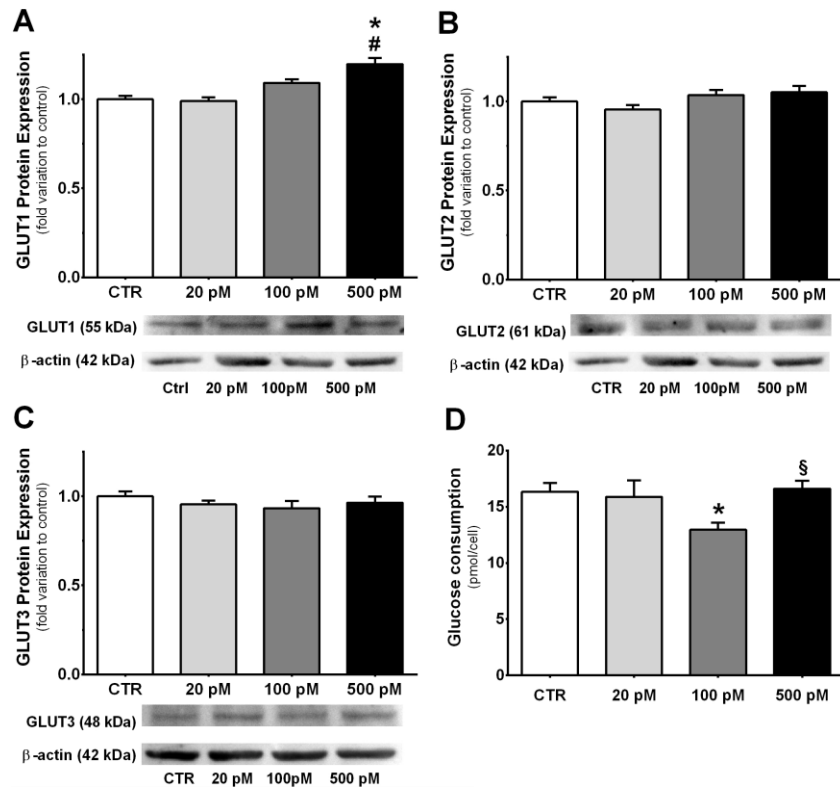 A
GLUT1 Protein Expression
(fold variation to control)
*
#
1.0
0.5
0.0
CTR 20 pM 100 pM 500 pM
GLUT1 (55 kDa)
β-actin (42 kDa)
Ctrl 20 pM 100pM 500 pM
B
GLUT2 Protein Expression
(fold variation to control)
1.0
0.5
0.0
CTR 20 pM 100 pM 500 pM
GLUT2 (61 kDa)
β-actin (42 kDa)
CTR 20 pM 100 pM 500 pM
C
GLUT3 Protein Expression
(fold variation to control)
1.0
0.5
0.0
CTR 20 pM 100 pM 500 pM
GLUT3 (48 kDa)
β-actin (42 kDa)
CTR 20 pM 100pM 500 pM
D
Glucose consumption
(pmol/cell)
20
15
10
5
0
*
§
CTR 20 pM 100 pM 500 pM